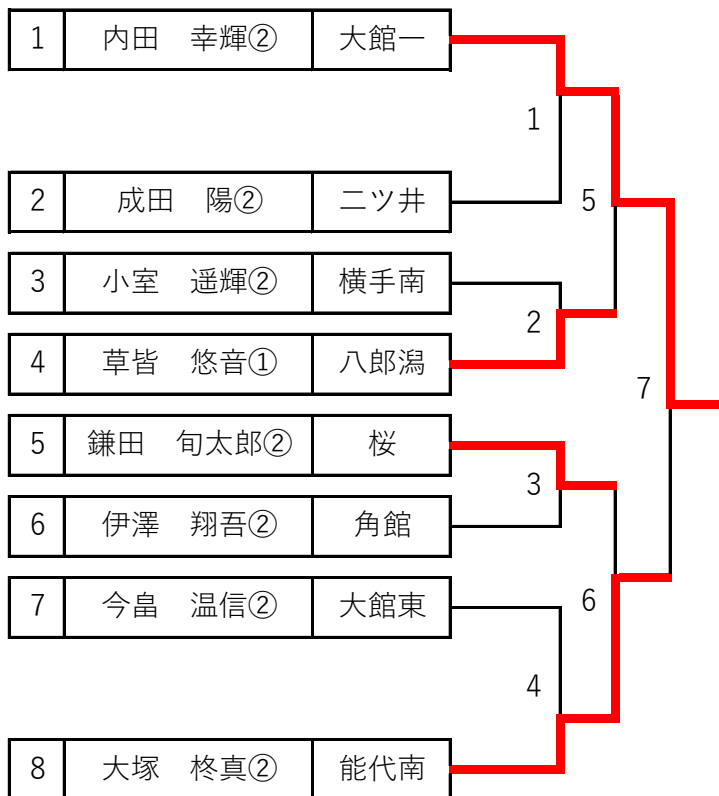 1 内田 幸輝② 大館一
1
2 成田 陽② 二ツ井
5
3 小室 遥輝② 横手南
2
4 草皆 悠音① 八郎潟
7
5 鎌田 旬太郎② 桜
3
6 伊澤 翔吾② 角館
7 今畠 温信② 大館東
6
4
8 大塚 柊真② 能代南